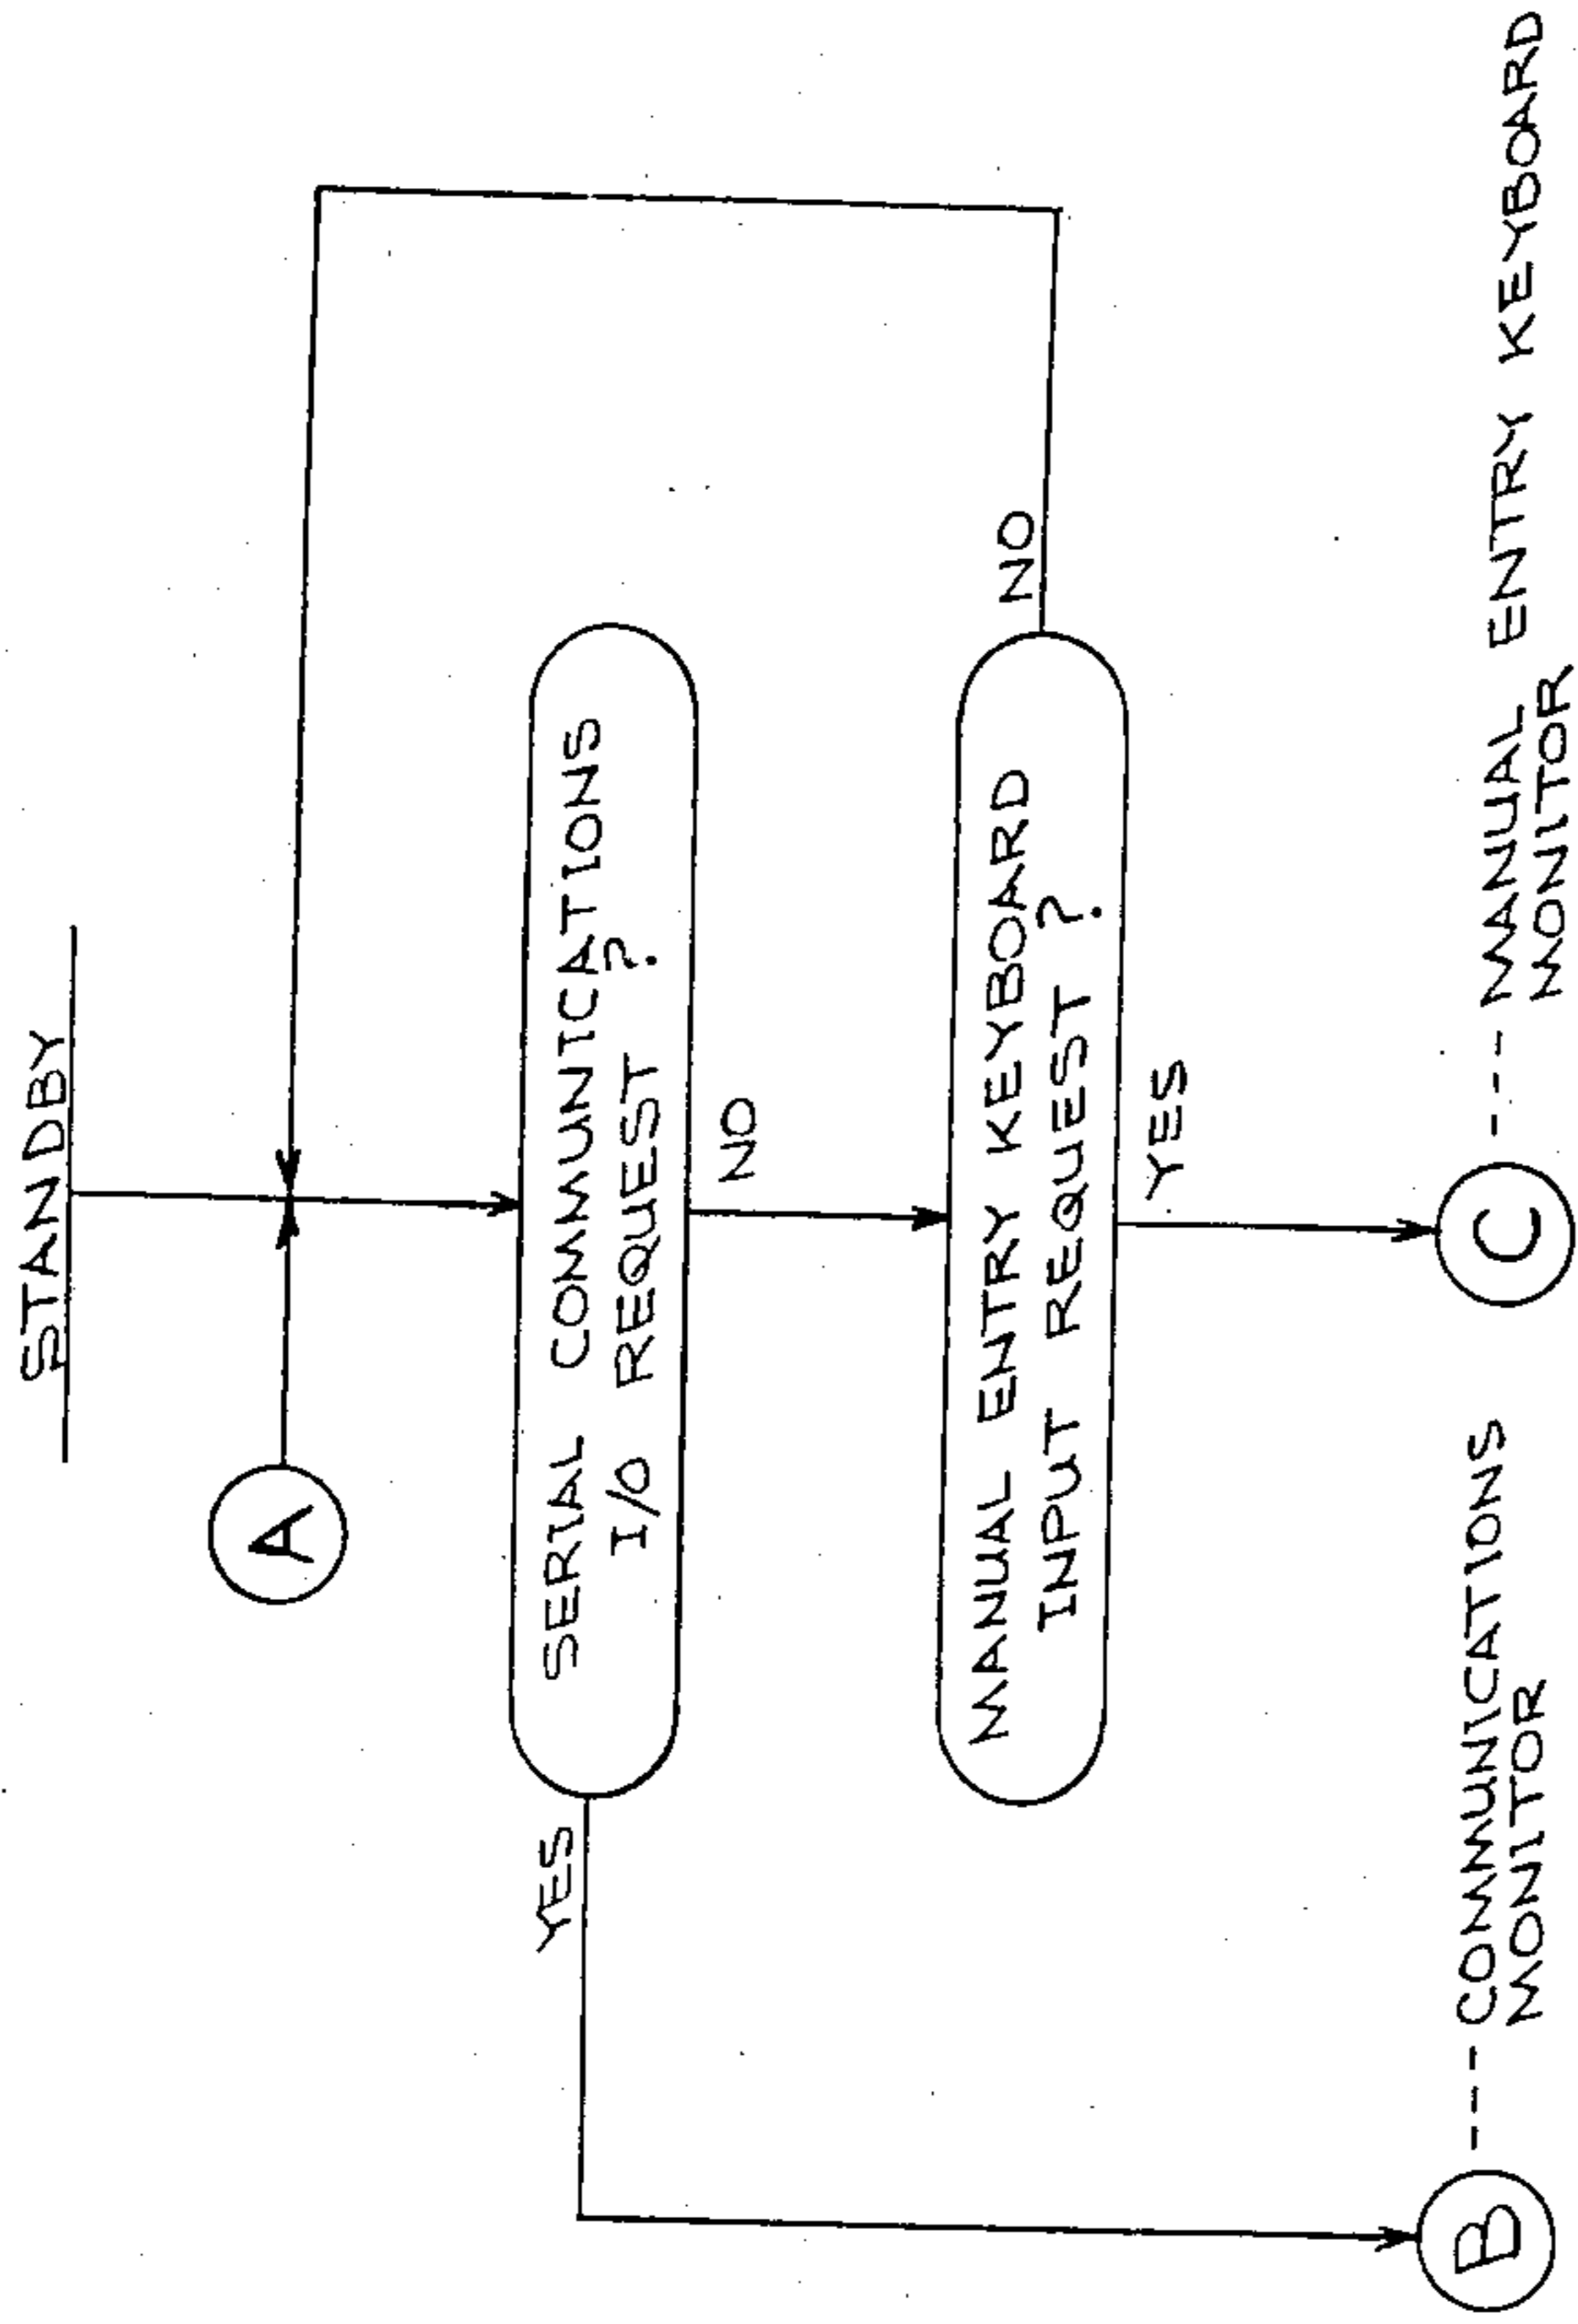 STANDBY
A
SERIAL COMMUNICATIONS
I/O REQUEST ?
YES
NO
MANUAL ENTRY KEYBOARD
INPUT REQUEST ?
NO
YES
B --- COMMUNICATIONS
MONITOR
C --- MANUAL ENTRY KEYBOARD
MONITOR